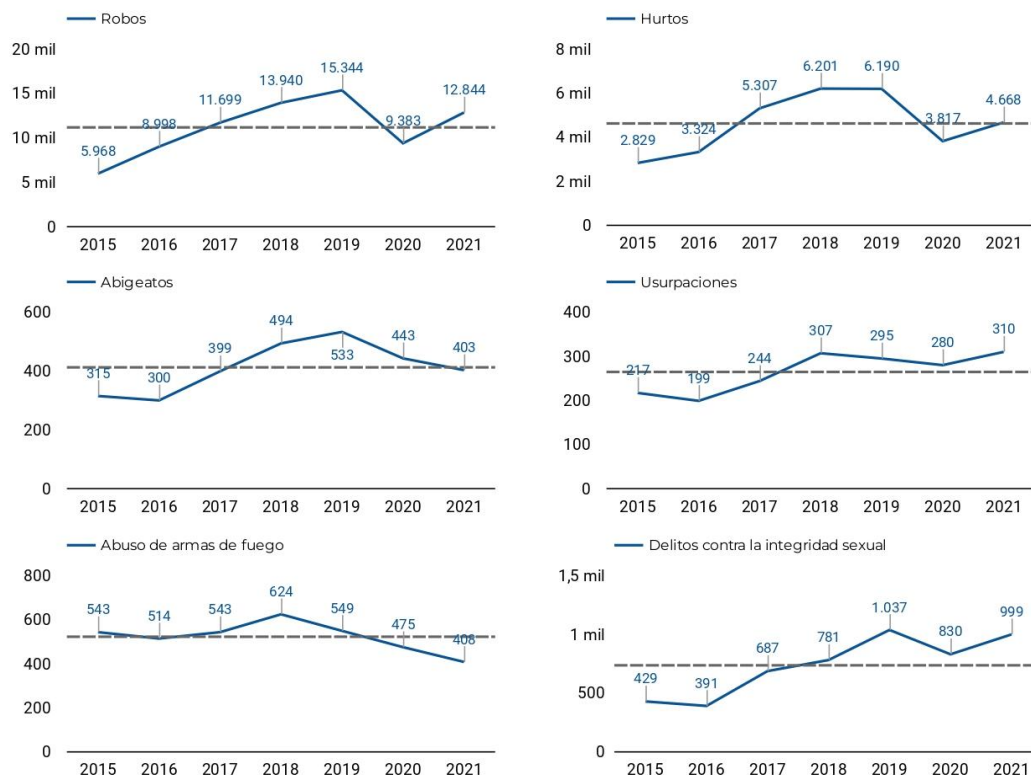 Robos
20 mil
15 mil
10 mil
5 mil
0
5.968
8.998
11.699
13.940
15.344
9.383
12.844
2015 2016 2017 2018 2019 2020 2021
Hurtos
8 mil
6 mil
4 mil
2 mil
0
2.829
3.324
5.307
6.201
6.190
3.817
4.668
2015 2016 2017 2018 2019 2020 2021
Abigeatos
600
400
200
0
315
300
399
494
533
443
403
2015 2016 2017 2018 2019 2020 2021
Usurpaciones
400
300
200
100
0
217
199
244
307
295
280
310
2015 2016 2017 2018 2019 2020 2021
Abuso de armas de fuego
800
600
400
200
0
543
514
543
624
549
475
408
2015 2016 2017 2018 2019 2020 2021
Delitos contra la integridad sexual
1,5 mil
1 mil
500
0
429
391
687
781
1.037
830
999
2015 2016 2017 2018 2019 2020 2021